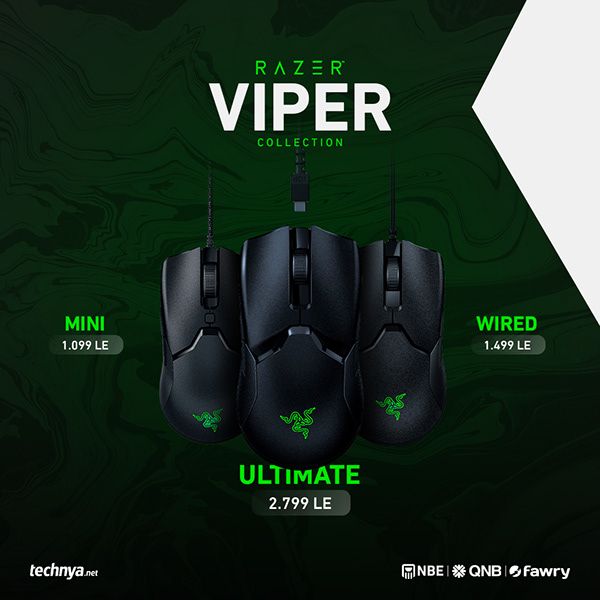 RAZER
VIPER
COLLECTION
MINI
1.099 LE
WIRED
1.499 LE
ULTIMATE
2.799 LE
technya.net
NBE | QNB | fawry